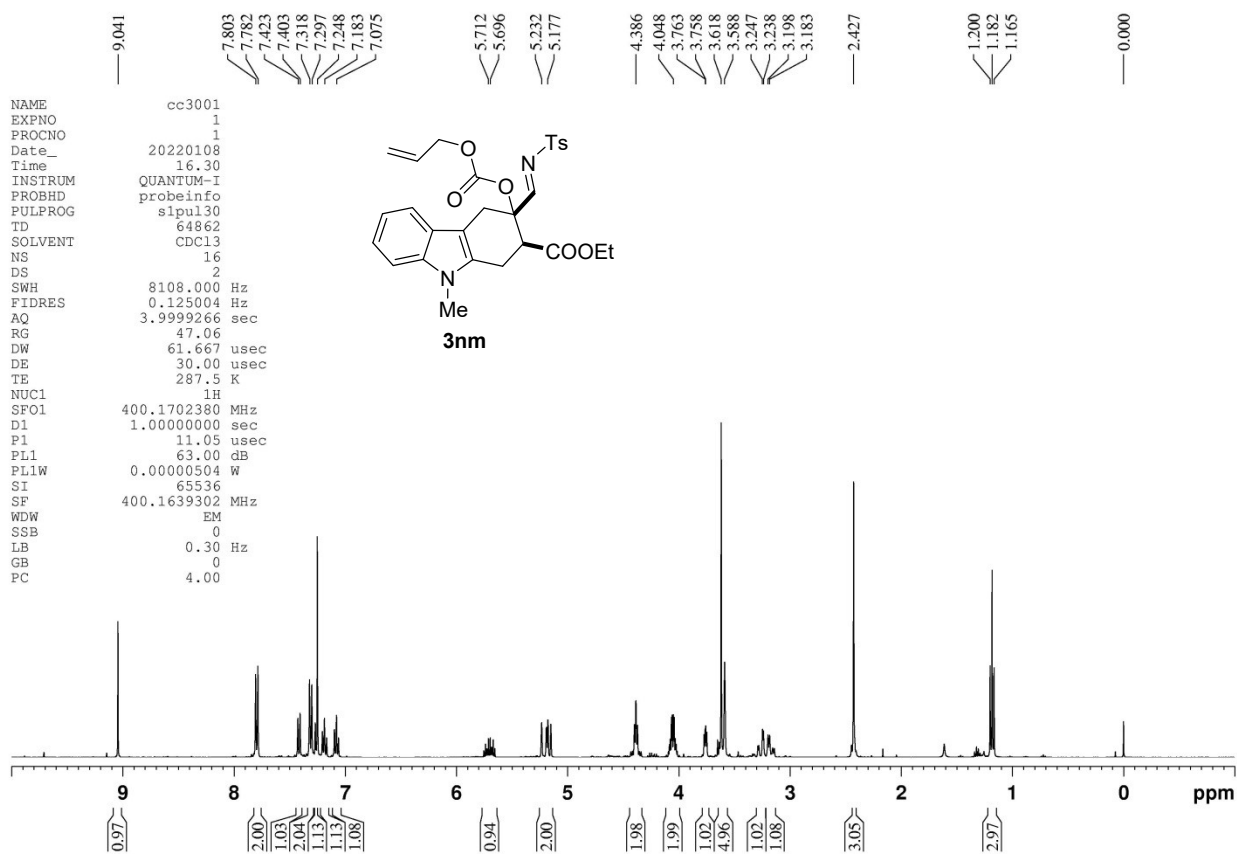 9.041
7.803
7.782
7.423
7.403
7.318
7.297
7.248
7.183
7.075
5.712
5.696
5.232
5.177
4.386
4.048
3.763
3.758
3.618
3.588
3.247
3.238
3.198
3.183
2.427
1.200
1.182
1.165
0.000
NAME cc3001
EXPNO 1
PROCNO 1
Date_ 20220108
Time 16.30
INSTRUM QUANTUM-I
PROBHD probeinfo
PULPROG s1pul30
TD 64862
SOLVENT CDCl3
NS 16
DS 2
SWH 8108.000 Hz
FIDRES 0.125004 Hz
AQ 3.9999266 sec
RG 47.06
DW 61.667 usec
DE 30.00 usec
TE 287.5 K
NUC1 1H
SFO1 400.1702380 MHz
D1 1.00000000 sec
P1 11.05 usec
PL1 63.00 dB
PL1W 0.00000504 W
SI 65536
SF 400.1639302 MHz
WDW EM
SSB 0
LB 0.30 Hz
GB 0
PC 4.00
Ts
O N
O O
COOEt
N
Me
3nm
9 8 7 6 5 4 3 2 1 0 ppm
0.97
2.00
1.03
2.04
1.13
1.13
1.08
0.94
2.00
1.98
1.99
1.02
4.96
1.02
1.08
3.05
2.97